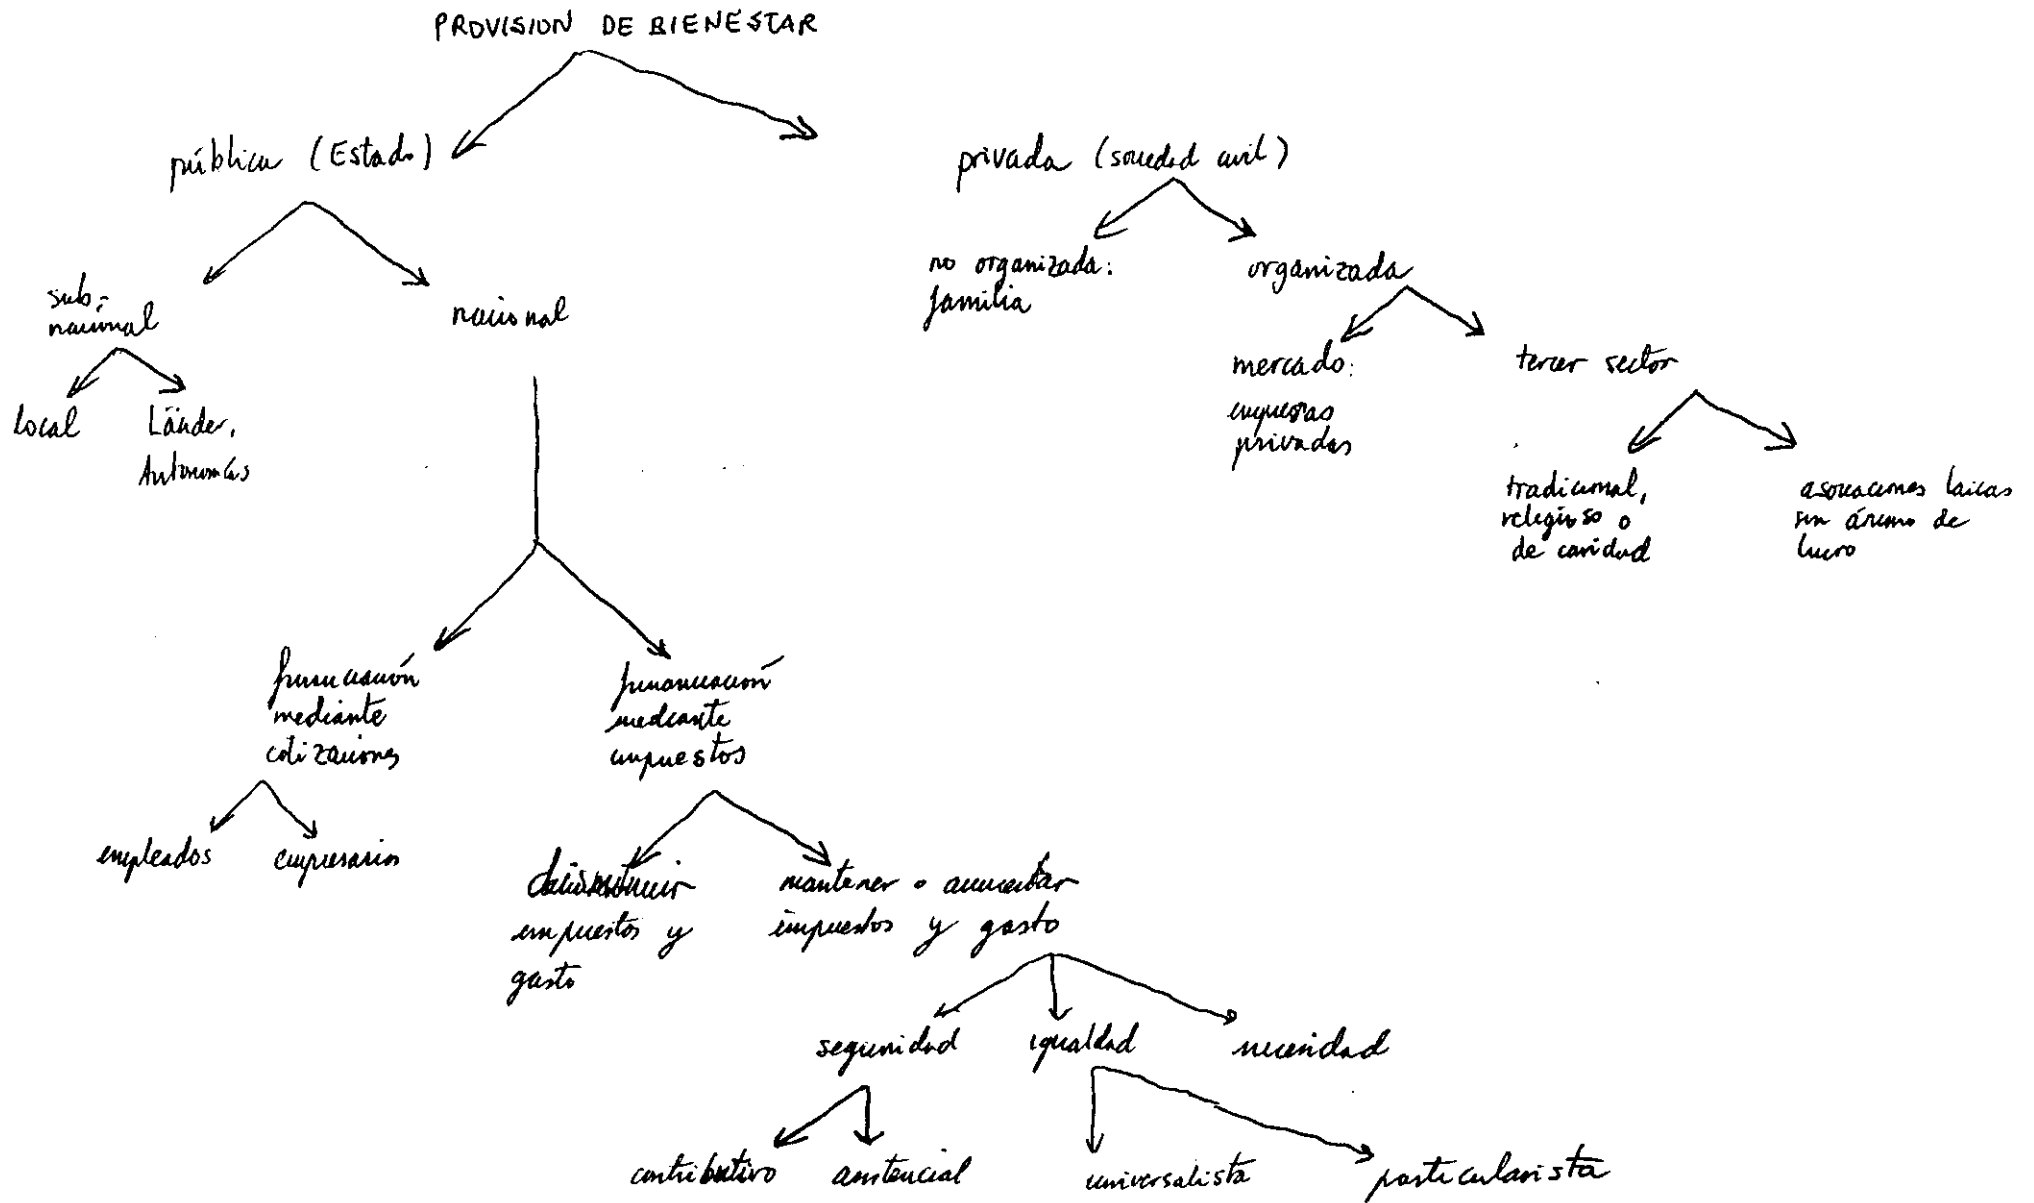 PROVISION DE BIENESTAR
pública (Estado)
privada (sociedad civil)
no organizada:
familia
organizada
sub-
nacional
nacional
mercado:
empresas
privadas
tercer sector
local
Länder,
Autonomías
tradicional,
religioso o
de caridad
asociaciones laicas
sin ánimo de
lucro
financiación
mediante
cotizaciones
financiación
mediante
impuestos
empleados
empresarios
disminuir
impuestos y
gasto
mantener o aumentar
impuestos y gasto
seguridad
igualdad
necesidad
contributivo
asistencial
universalista
particularista